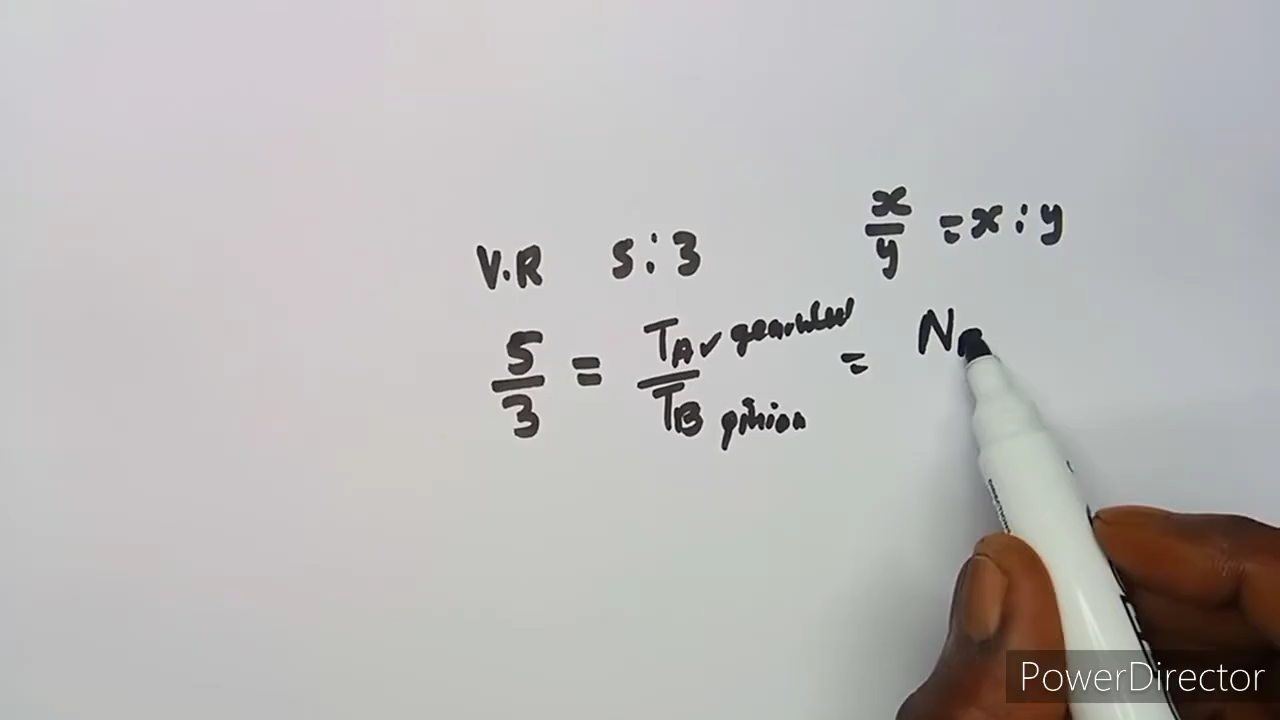 V.R 5:3
x/y = x:y
5/3 = TA gearwheel / TB pinion = N
PowerDirector